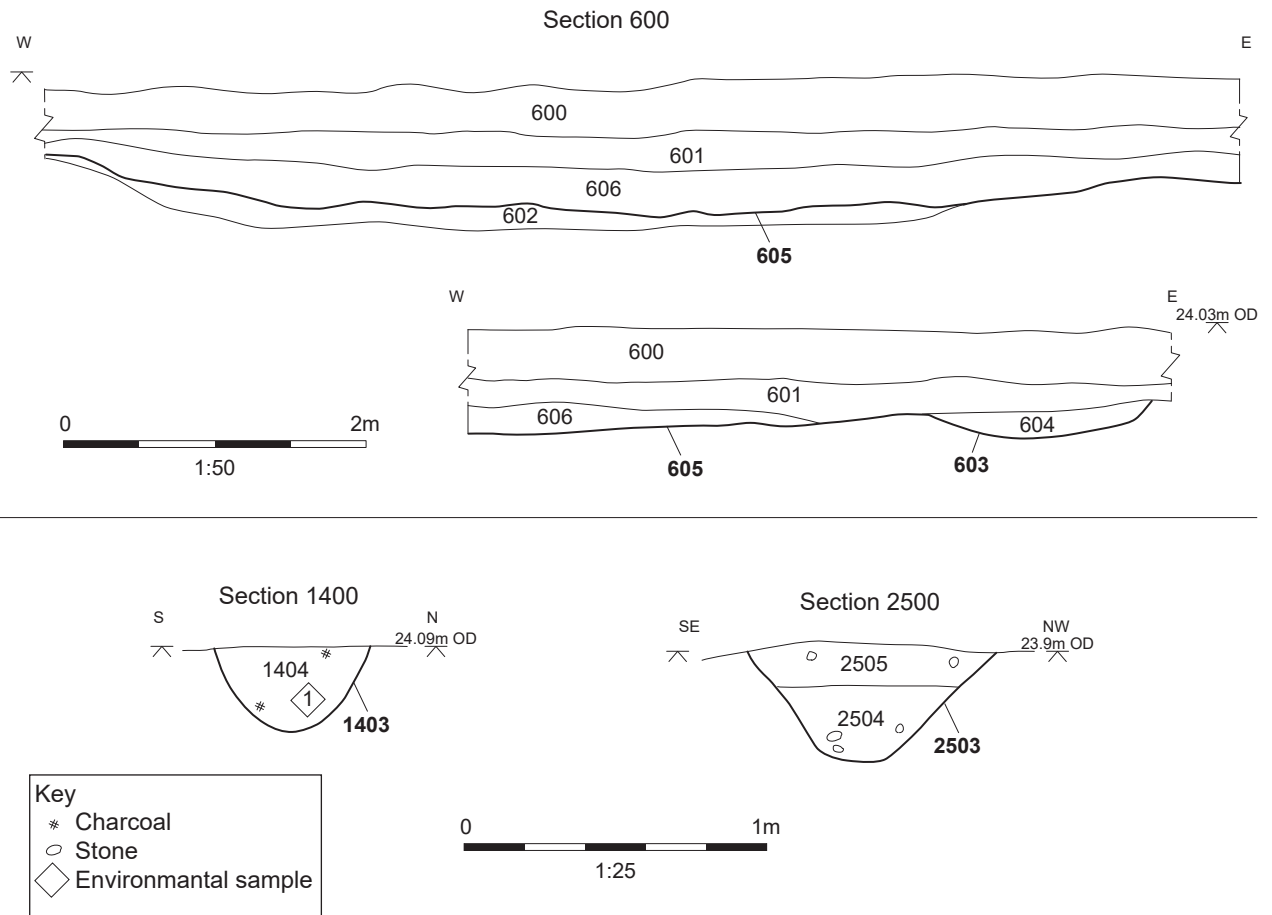 Section 600
W
E
600
601
606
602
605
W
E
24.03m OD
600
601
606
604
605
603
0 2m
1:50
Section 1400
S
N
24.09m OD
1404
1
1403
Section 2500
SE
NW
23.9m OD
2505
2504
2503
Key
Charcoal
Stone
Environmantal sample
0 1m
1:25